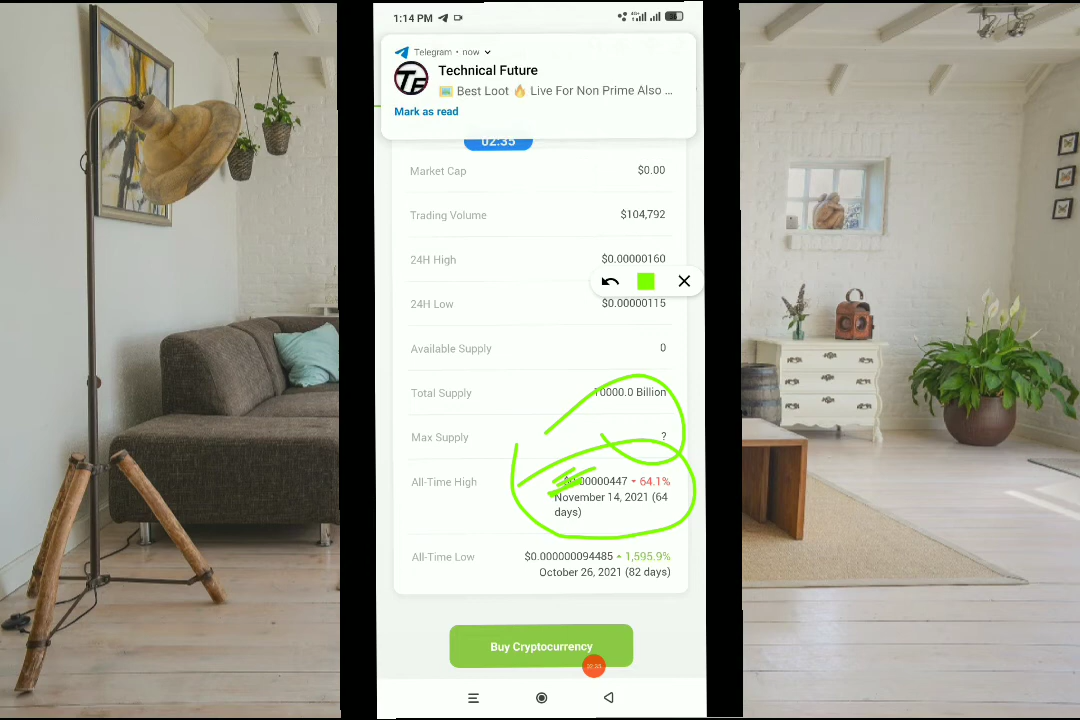 1:14 PM
Telegram • now
Technical Future
Best Loot 🔥 Live For Non Prime Also ...
Mark as read
02:35
Market Cap $0.00
Trading Volume $104,792
24H High $0.00000160
24H Low $0.00000115
Available Supply 0
Total Supply 10000.0 Billion
Max Supply ?
All-Time High $0.00000447 64.1%
November 14, 2021 (64
days)
All-Time Low $0.000000094485 1,595.9%
October 26, 2021 (82 days)
Buy Cryptocurrency
02:35